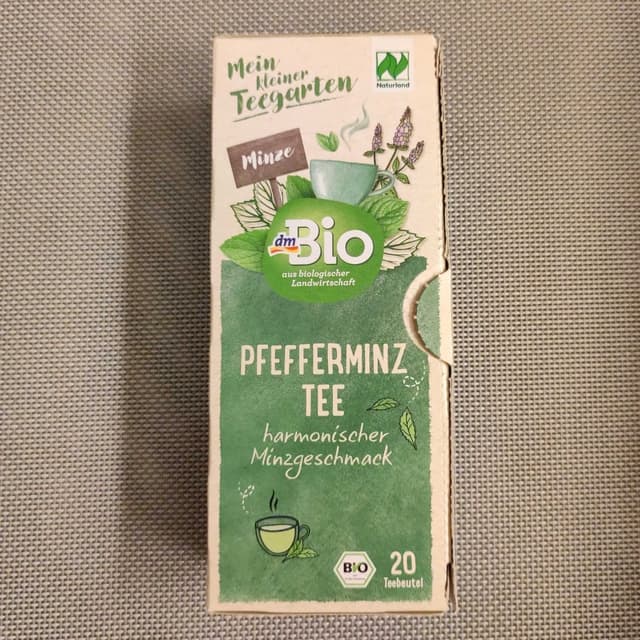 Mein
kleiner
Teegarten
Naturland
Minze
dm
Bio
aus biologischer
Landwirtschaft
PFEFFERMINZ
TEE
harmonischer
Minzgeschmack
BIO
20
Teebeutel